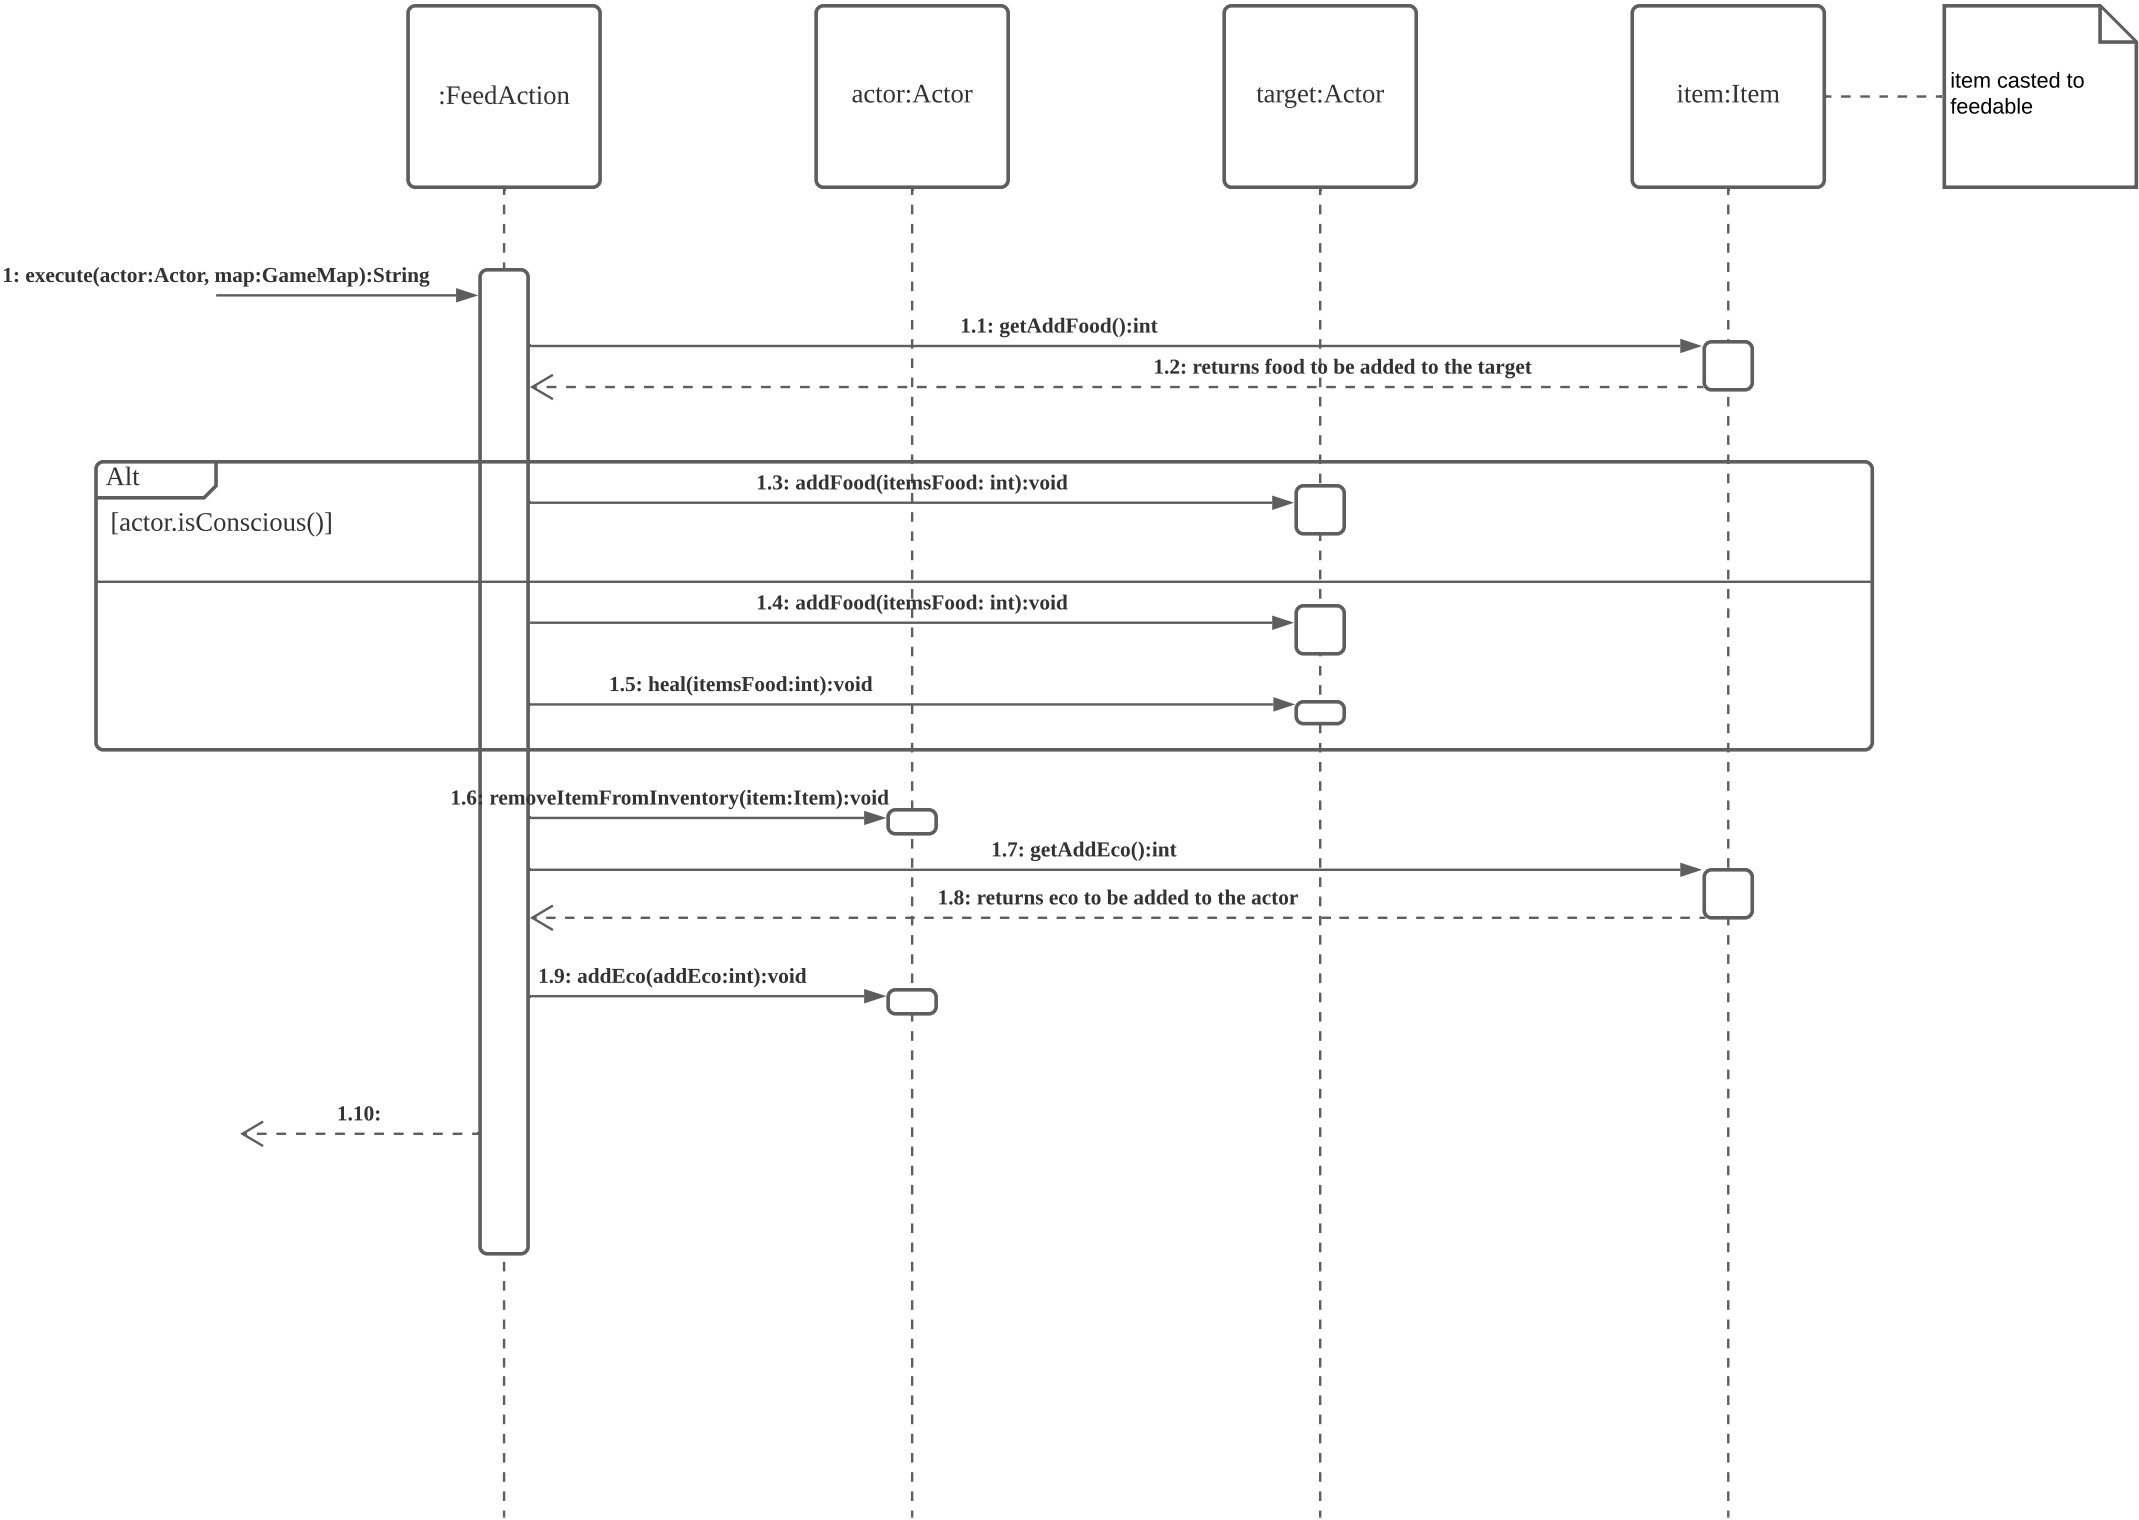 :FeedAction
actor:Actor
target:Actor
item:Item
item casted to
feedable
1: execute(actor:Actor, map:GameMap):String
1.1: getAddFood():int
1.2: returns food to be added to the target
Alt
1.3: addFood(itemsFood: int):void
[actor.isConscious()]
1.4: addFood(itemsFood: int):void
1.5: heal(itemsFood:int):void
1.6: removeItemFromInventory(item:Item):void
1.7: getAddEco():int
1.8: returns eco to be added to the actor
1.9: addEco(addEco:int):void
1.10: